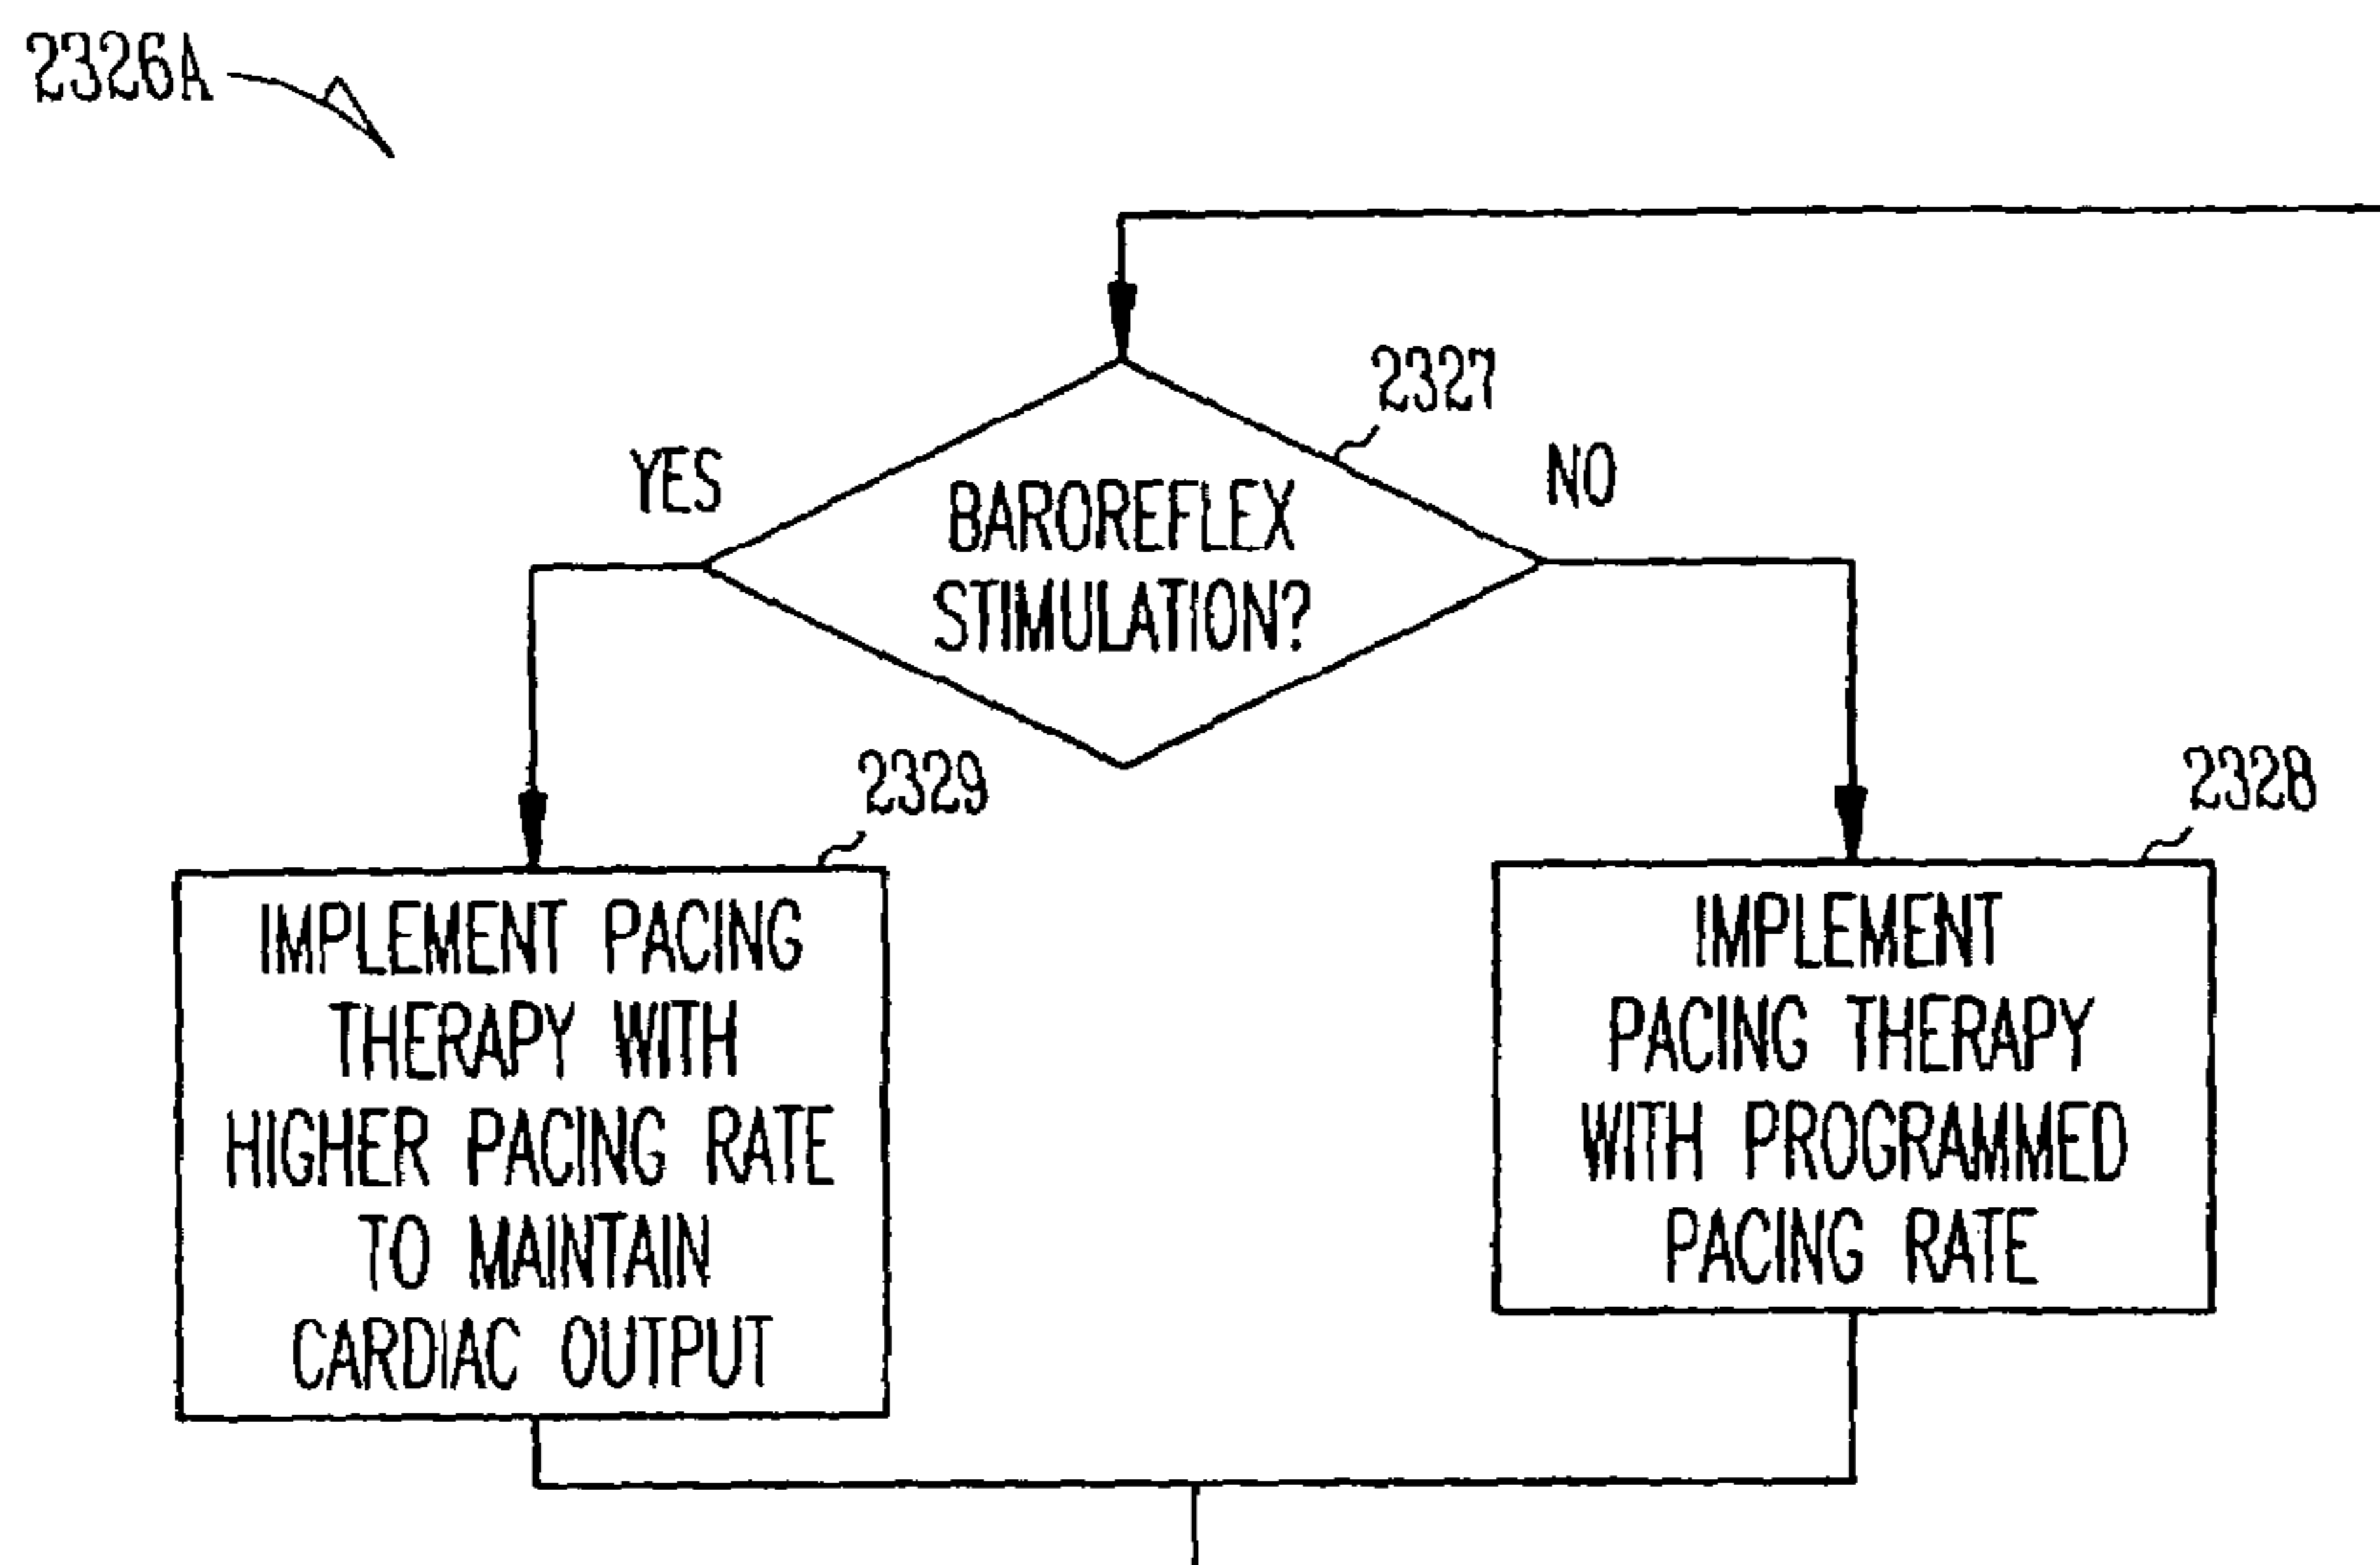 2326A
2327
YES
NO
BAROREFLEX
STIMULATION?
2329
2328
IMPLEMENT PACING
THERAPY WITH
HIGHER PACING RATE
TO MAINTAIN
CARDIAC OUTPUT
IMPLEMENT
PACING THERAPY
WITH PROGRAMMED
PACING RATE